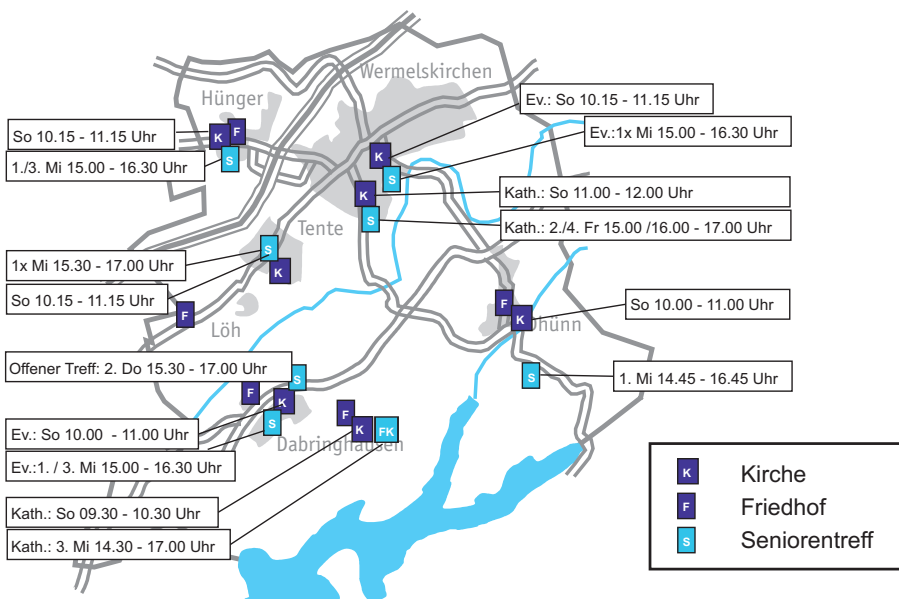 Wermelskirchen
Hünger
Ev.: So 10.15 - 11.15 Uhr
So 10.15 - 11.15 Uhr
K
F
Ev.:1x Mi 15.00 - 16.30 Uhr
1./3. Mi 15.00 - 16.30 Uhr
S
K
S
Kath.: So 11.00 - 12.00 Uhr
K
S
Kath.: 2./4. Fr 15.00 /16.00 - 17.00 Uhr
Tente
S
1x Mi 15.30 - 17.00 Uhr
K
So 10.15 - 11.15 Uhr
F
So 10.00 - 11.00 Uhr
F
K
Dhünn
Löh
Offener Treff: 2. Do 15.30 - 17.00 Uhr
S
S
1. Mi 14.45 - 16.45 Uhr
F
K
F
Ev.: So 10.00 - 11.00 Uhr
S
K
FK
Dabringhausen
Ev.:1. / 3. Mi 15.00 - 16.30 Uhr
Kath.: So 09.30 - 10.30 Uhr
Kath.: 3. Mi 14.30 - 17.00 Uhr
K Kirche
F Friedhof
S Seniorentreff